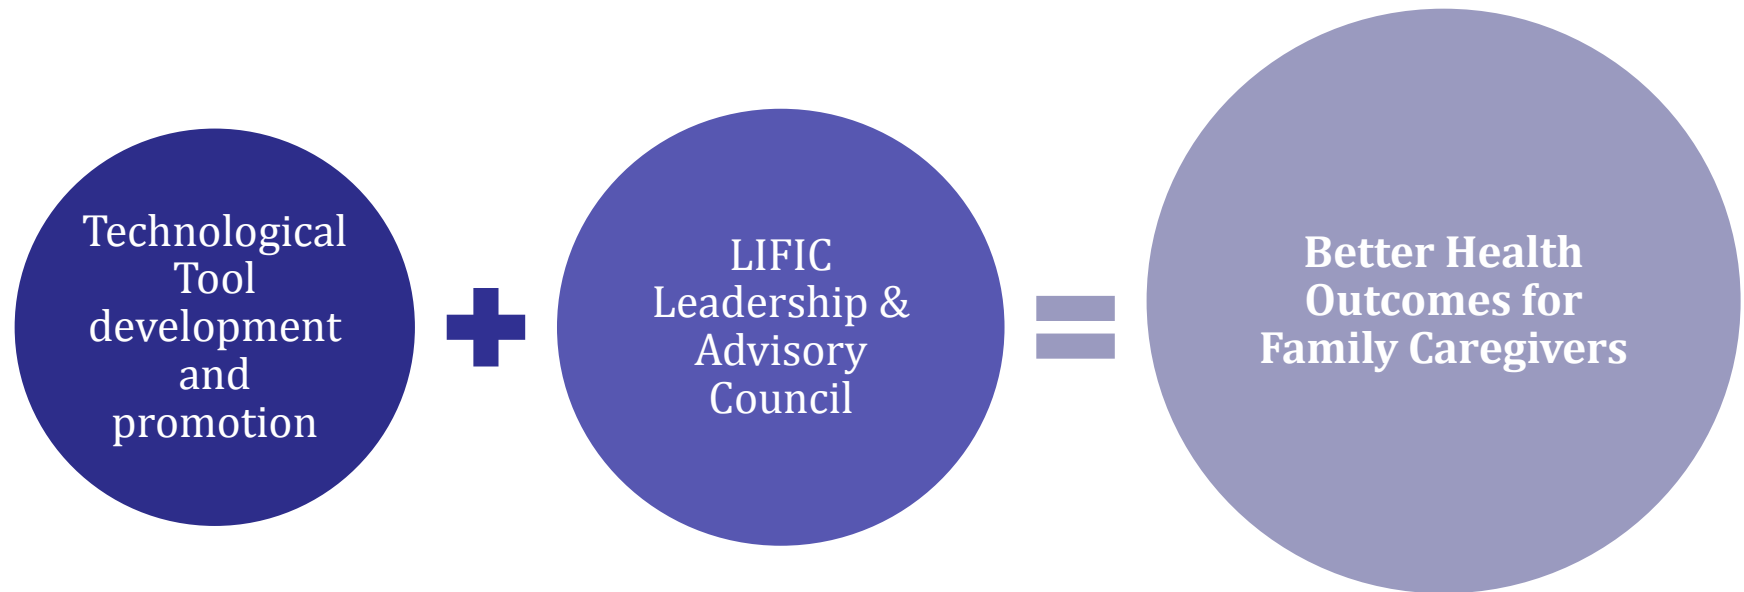 Technological
Tool
development
and
promotion
LIFIC
Leadership &
Advisory
Council
Better Health
Outcomes for
Family Caregivers